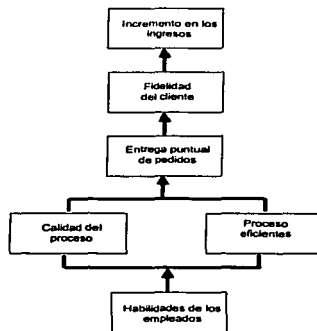 Incremento en los
ingresos
Fidelidad
del cliente
Entrega puntual
de pedidos
Calidad del
proceso
Proceso
eficientes
Habilidades de los
empleados